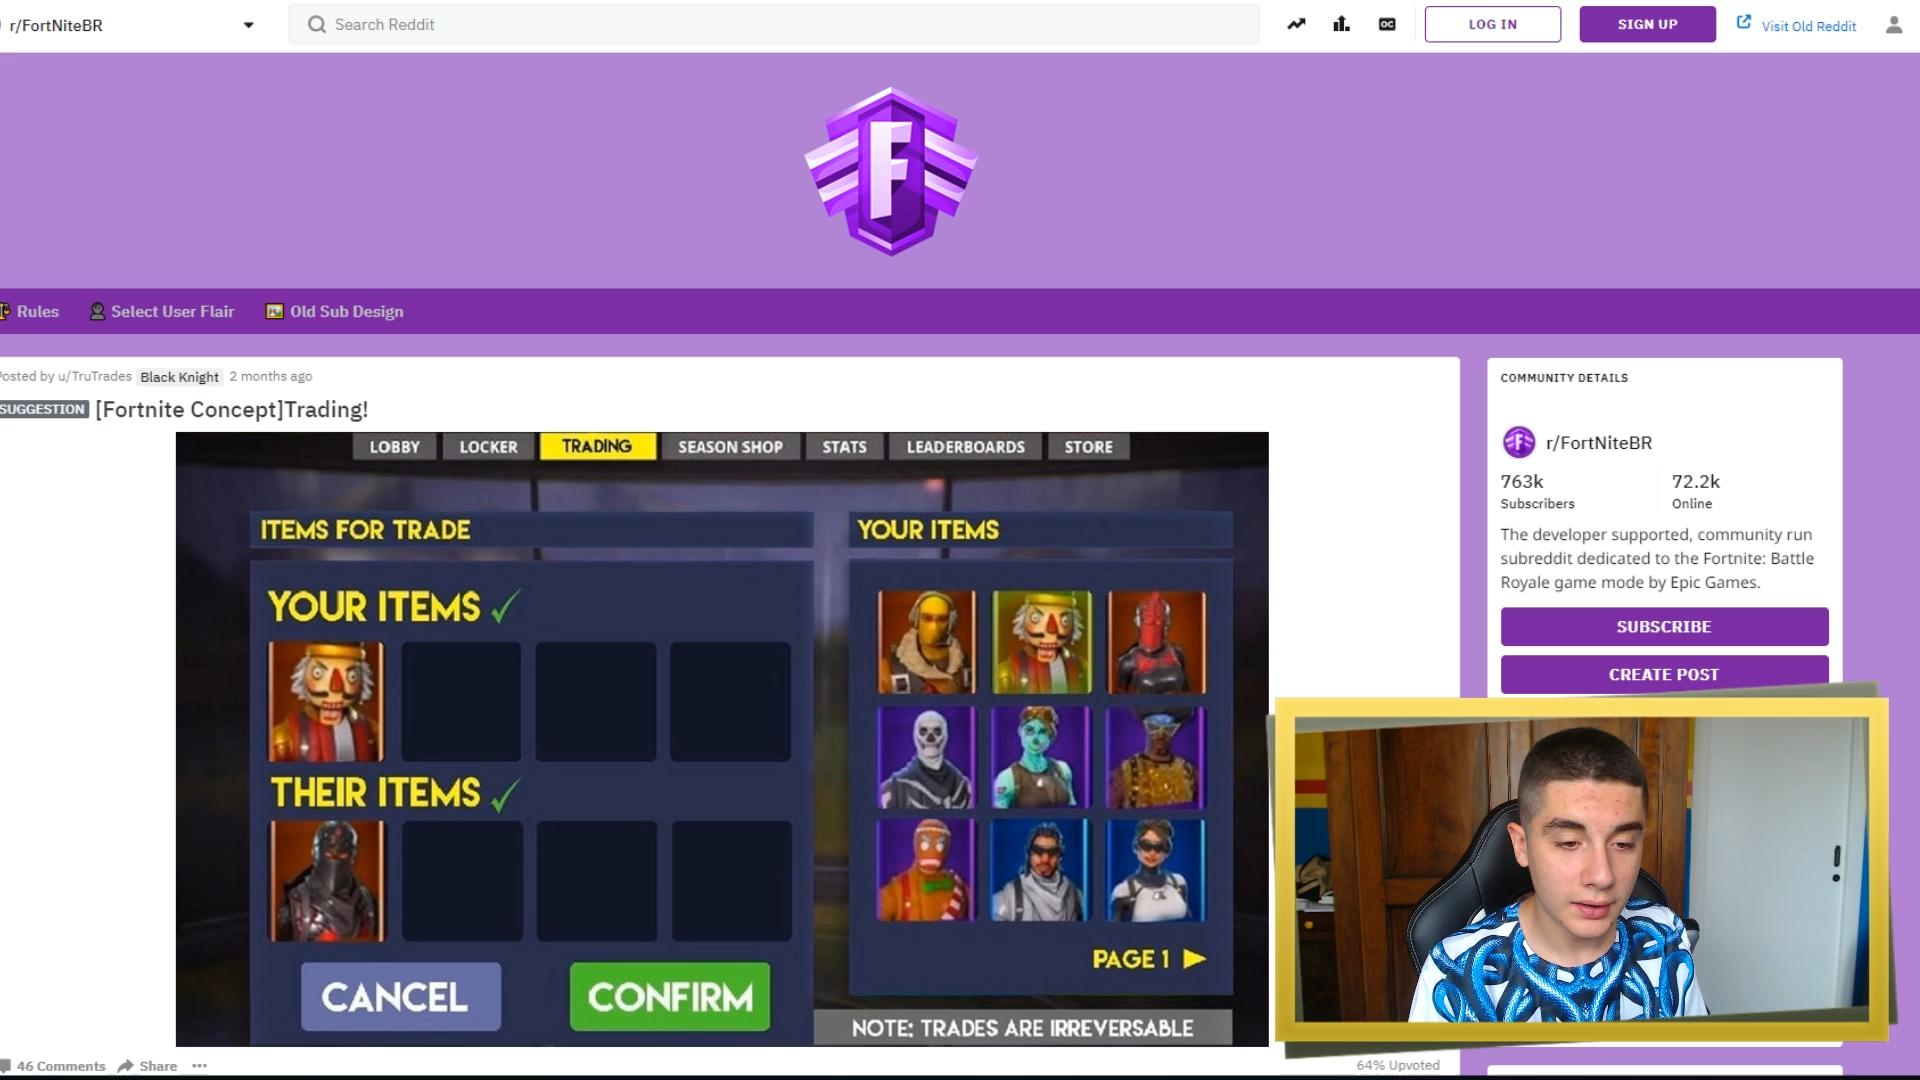 r/FortNiteBR
Search Reddit
OC
LOG IN
SIGN UP
Visit Old Reddit
F
Rules
Select User Flair
Old Sub Design
Posted by u/TruTrades Black Knight 2 months ago
SUGGESTION [Fortnite Concept]Trading!
LOBBY
LOCKER
TRADING
SEASON SHOP
STATS
LEADERBOARDS
STORE
ITEMS FOR TRADE
YOUR ITEMS
THEIR ITEMS
CANCEL
CONFIRM
YOUR ITEMS
PAGE 1
NOTE: TRADES ARE IRREVERSABLE
46 Comments
Share
64% Upvoted
COMMUNITY DETAILS
r/FortNiteBR
763k
Subscribers
72.2k
Online
The developer supported, community run
subreddit dedicated to the Fortnite: Battle
Royale game mode by Epic Games.
SUBSCRIBE
CREATE POST